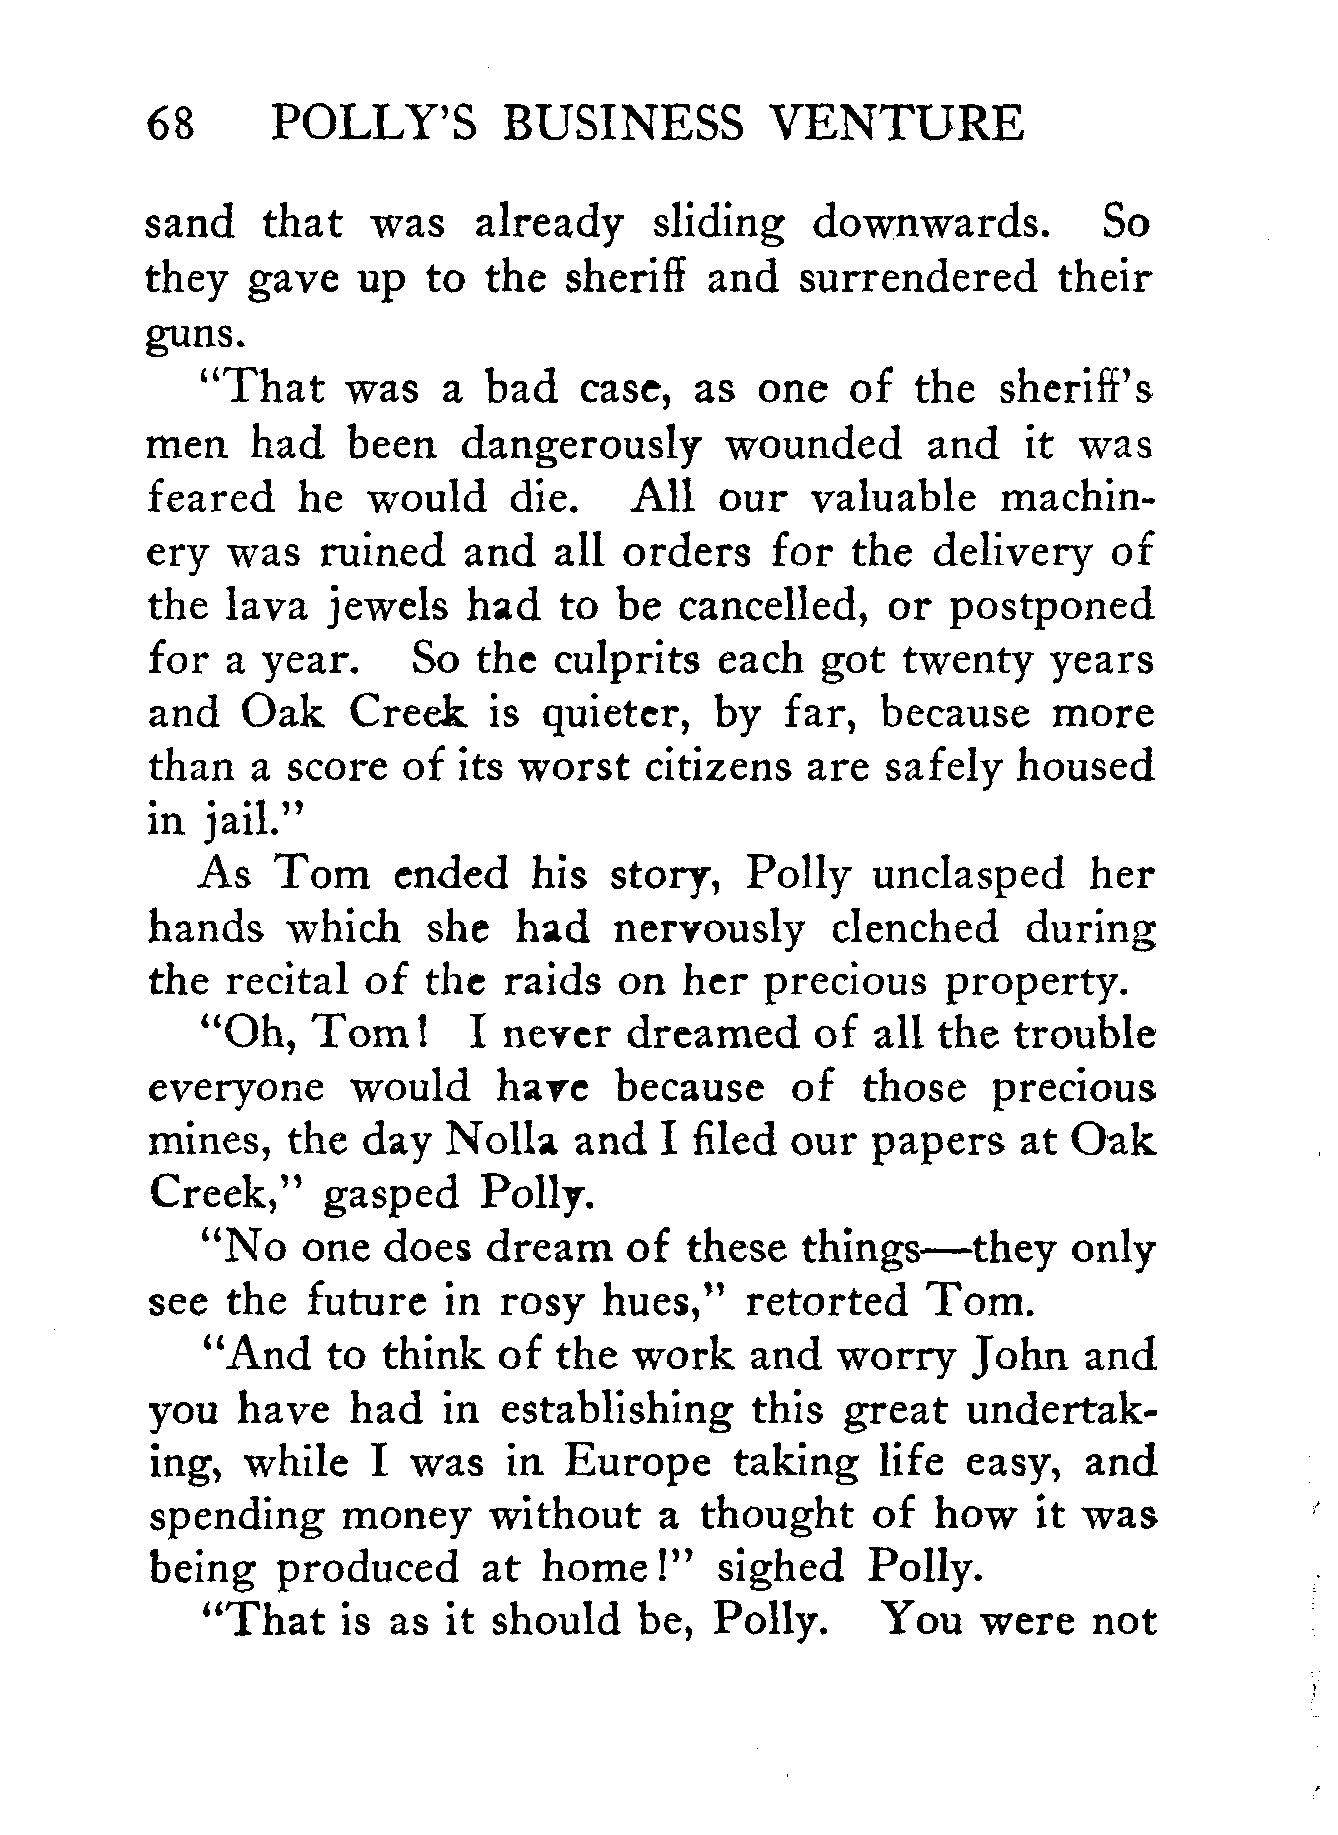 68 POLLY'S BUSINESS VENTURE
sand that was already sliding downwards. So
they gave up to the sheriff and surrendered their
guns.
"That was a bad case, as one of the sheriff's
men had been dangerously wounded and it was
feared he would die. All our valuable machin-
ery was ruined and all orders for the delivery of
the lava jewels had to be cancelled, or postponed
for a year. So the culprits each got twenty years
and Oak Creek is quieter, by far, because more
than a score of its worst citizens are safely housed
in jail."
As Tom ended his story, Polly unclasped her
hands which she had nervously clenched during
the recital of the raids on her precious property.
"Oh, Tom! I never dreamed of all the trouble
everyone would have because of those precious
mines, the day Nolla and I filed our papers at Oak
Creek," gasped Polly.
"No one does dream of these things—they only
see the future in rosy hues," retorted Tom.
"And to think of the work and worry John and
you have had in establishing this great undertak-
ing, while I was in Europe taking life easy, and
spending money without a thought of how it was
being produced at home!" sighed Polly.
"That is as it should be, Polly. You were not